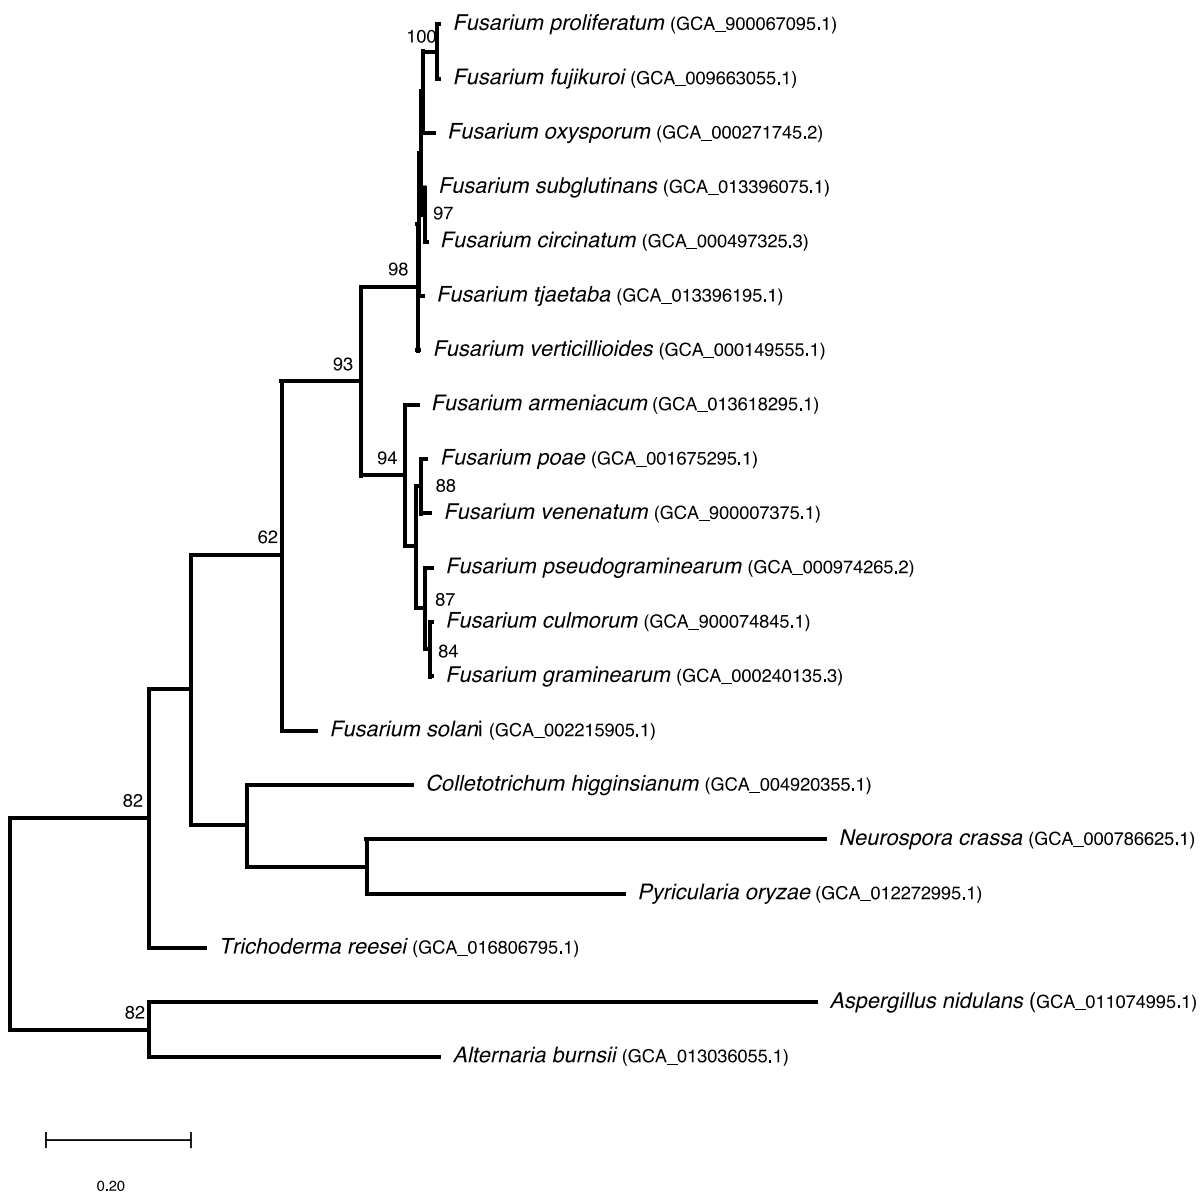 Fusarium proliferatum (GCA_900067095.1)
100
Fusarium fujikuroi (GCA_009663055.1)
Fusarium oxysporum (GCA_000271745.2)
Fusarium subglutinans (GCA_013396075.1)
97
Fusarium circinatum (GCA_000497325.3)
98
Fusarium tjaetaba (GCA_013396195.1)
Fusarium verticillioides (GCA_000149555.1)
93
Fusarium armeniacum (GCA_013618295.1)
94
Fusarium poae (GCA_001675295.1)
88
Fusarium venenatum (GCA_900007375.1)
62
Fusarium pseudograminearum (GCA_000974265.2)
87
Fusarium culmorum (GCA_900074845.1)
84
Fusarium graminearum (GCA_000240135.3)
Fusarium solani (GCA_002215905.1)
Colletotrichum higginsianum (GCA_004920355.1)
82
Neurospora crassa (GCA_000786625.1)
Pyricularia oryzae (GCA_012272995.1)
Trichoderma reesei (GCA_016806795.1)
Aspergillus nidulans (GCA_011074995.1)
82
Alternaria burnsii (GCA_013036055.1)
0.20